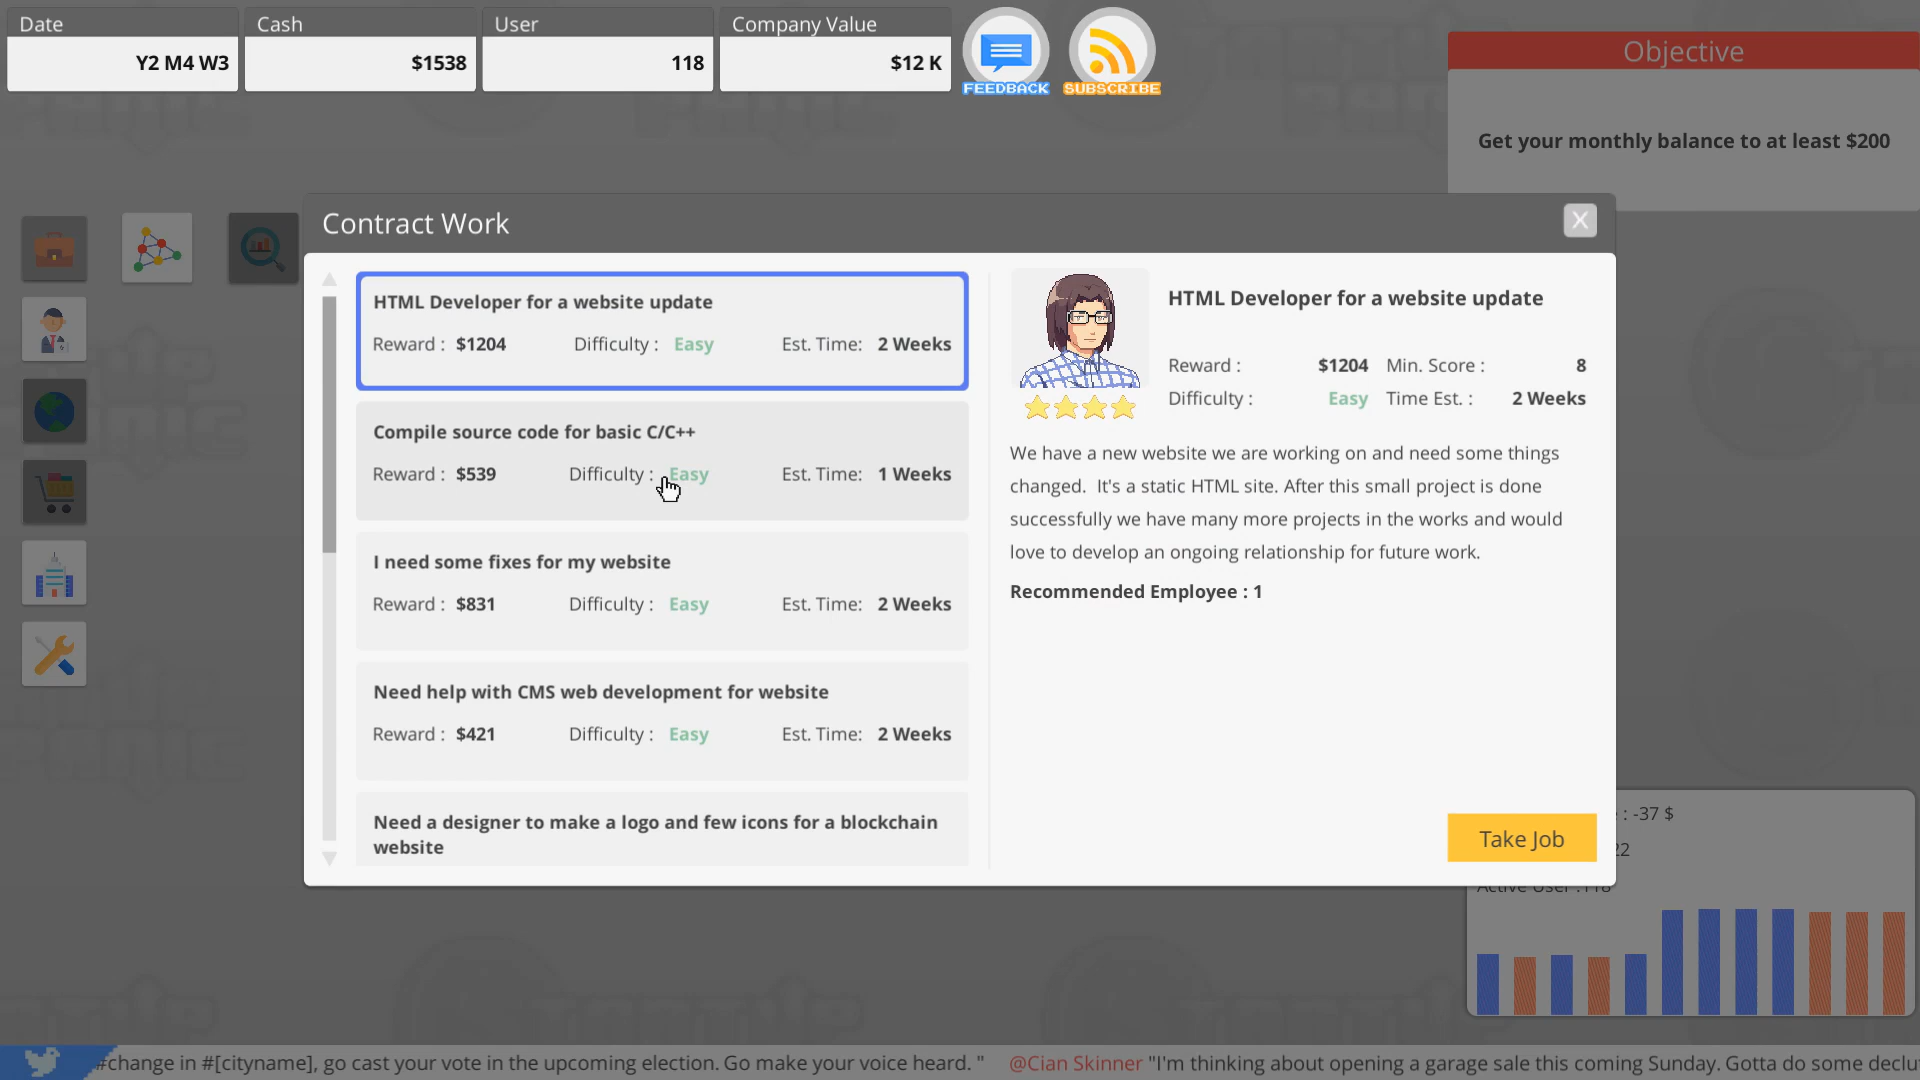 Date
Cash
User
Company Value
Y2 M4 W3
$1538
118
$12 K
FEEDBACK
SUBSCRIBE
Objective
Get your monthly balance to at least $200
Contract Work
X
HTML Developer for a website update
Reward : $1204 Difficulty : Easy Est. Time: 2 Weeks
Compile source code for basic C/C++
Reward : $539 Difficulty : Easy Est. Time: 1 Weeks
I need some fixes for my website
Reward : $831 Difficulty : Easy Est. Time: 2 Weeks
Need help with CMS web development for website
Reward : $421 Difficulty : Easy Est. Time: 2 Weeks
Need a designer to make a logo and few icons for a blockchain
website
HTML Developer for a website update
Reward : $1204 Min. Score : 8
Difficulty : Easy Time Est. : 2 Weeks
We have a new website we are working on and need some things
changed. It's a static HTML site. After this small project is done
successfully we have many more projects in the works and would
love to develop an ongoing relationship for future work.
Recommended Employee : 1
Take Job
: -37 $
22
Active User : 118
#change in #[cityname], go cast your vote in the upcoming election. Go make your voice heard. " @Cian Skinner "I'm thinking about opening a garage sale this coming Sunday. Gotta do some declu